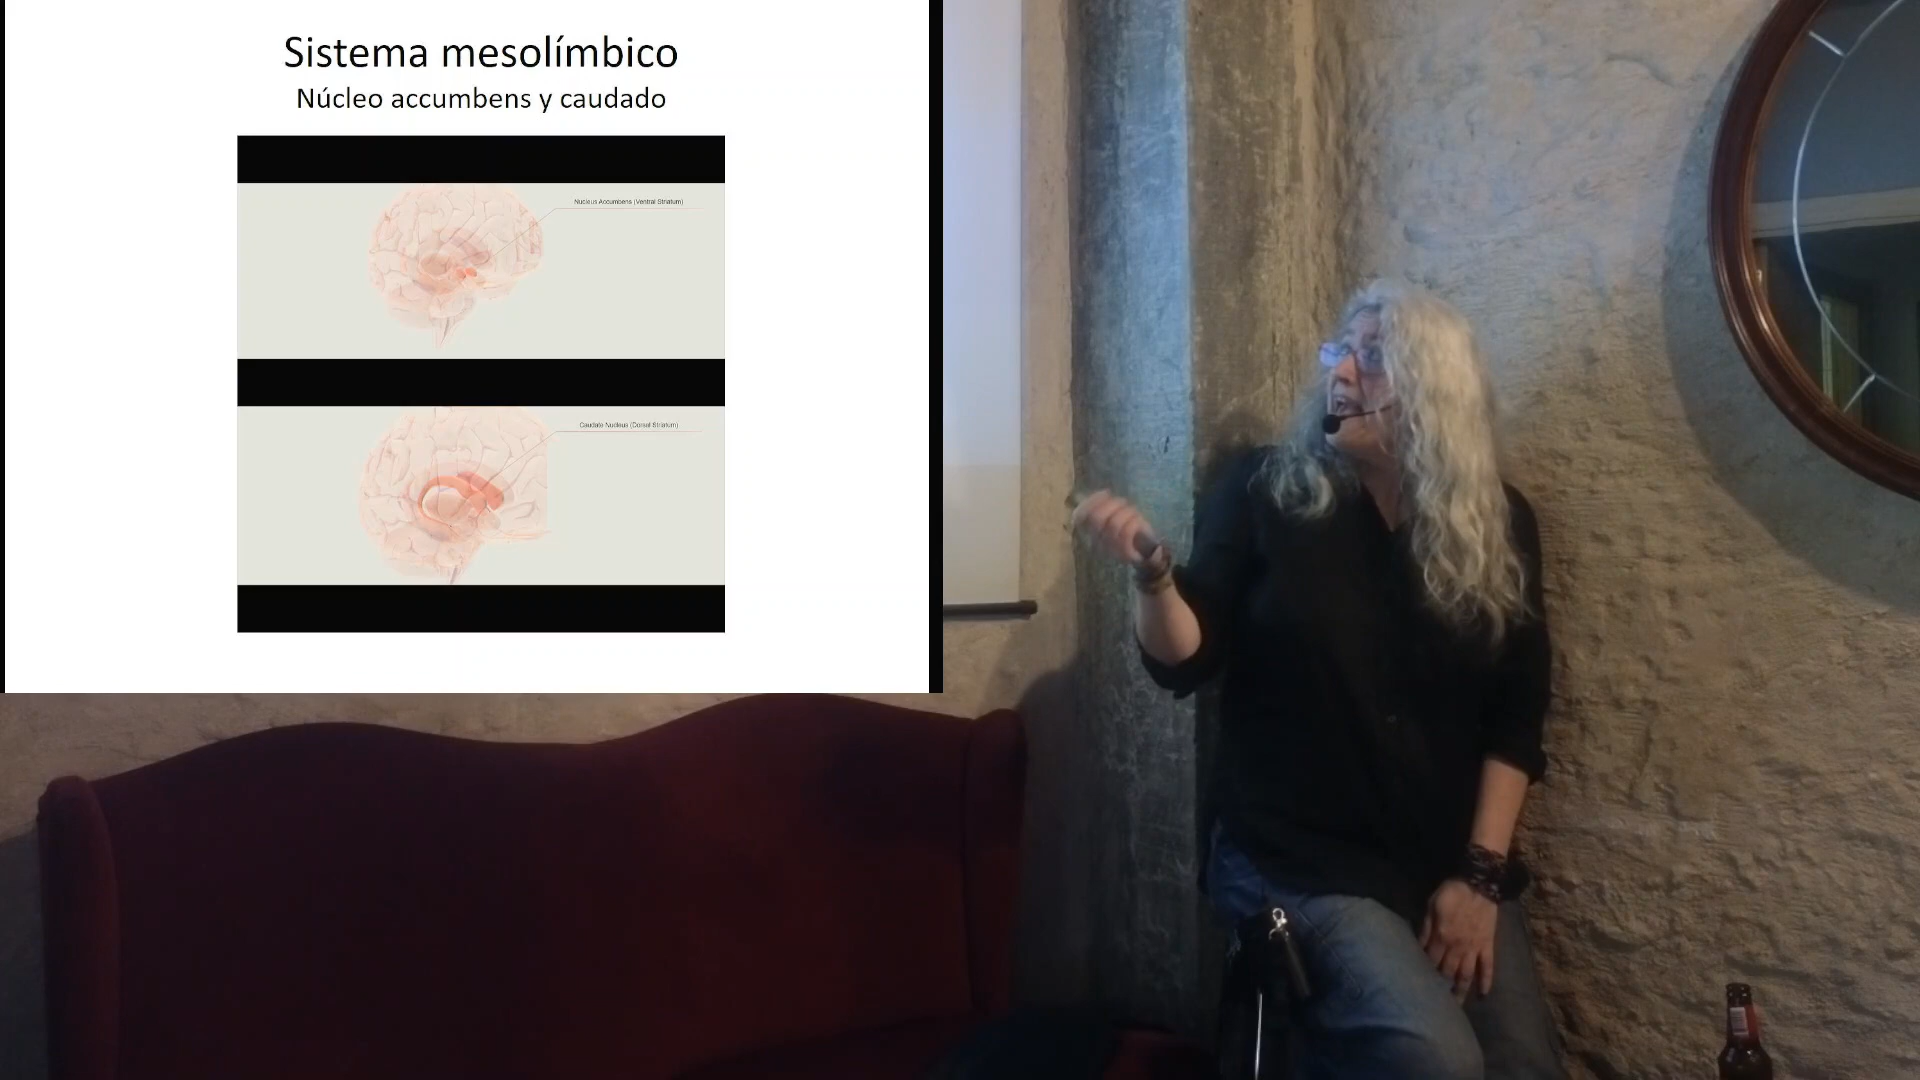 Sistema mesolímbico
Núcleo accumbens y caudado
Nucleus Accumbens (Ventral Striatum)
Caudate Nucleus (Dorsal Striatum)